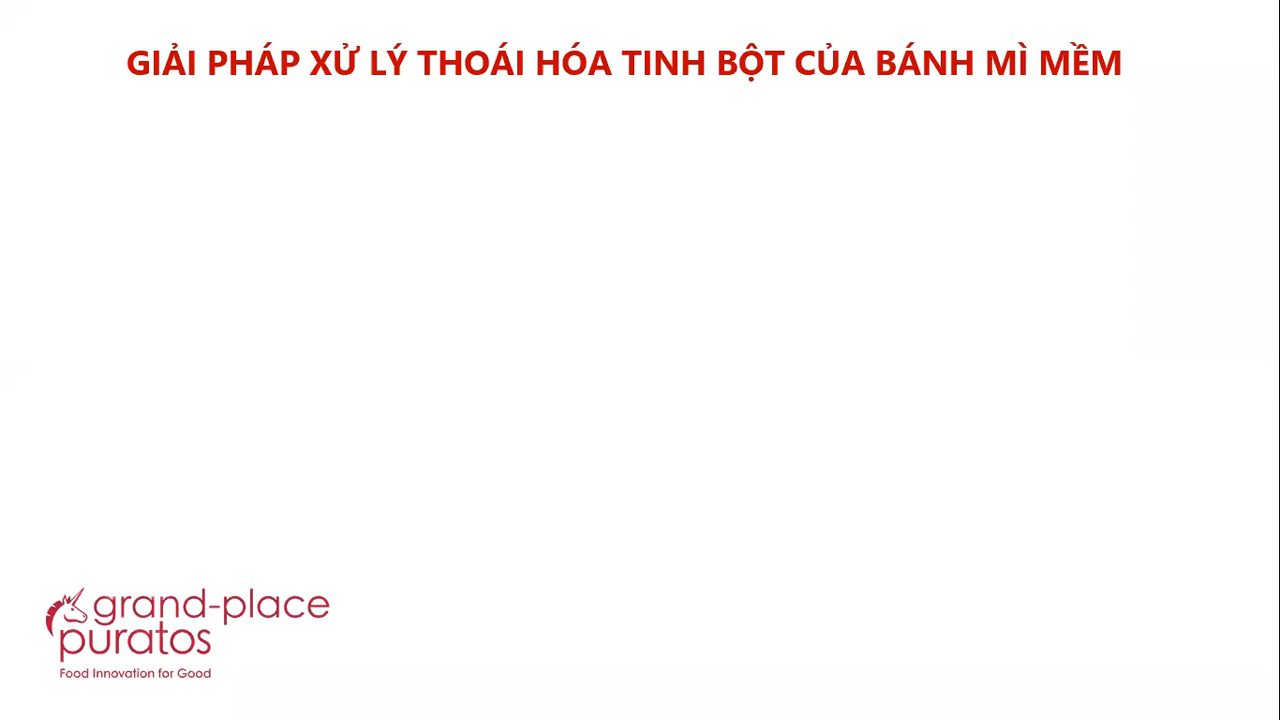 GIẢI PHÁP XỬ LÝ THOÁI HÓA TINH BỘT CỦA BÁNH MÌ MỀM
grand-place
puratos
Food Innovation for Good